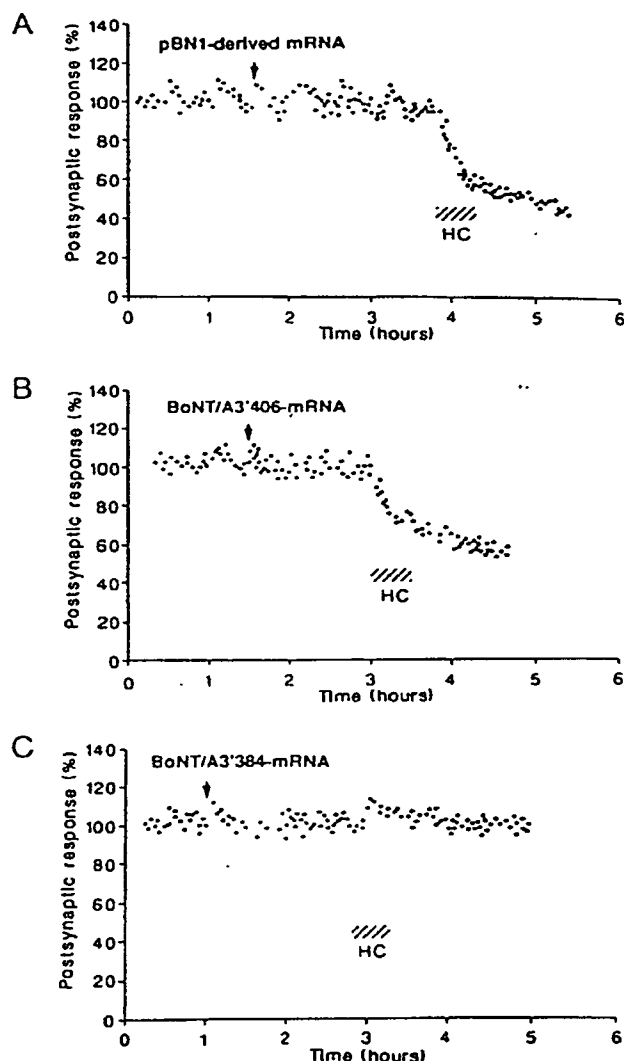 A
140
120
100
80
60
40
20
0
Postsynaptic response (%)
pBN1-derived mRNA
HC
0 1 2 3 4 5 6
Time (hours)
B
140
120
100
80
60
40
20
0
Postsynaptic response (%)
BoNT/A3'406-mRNA
HC
0 1 2 3 4 5 6
Time (hours)
C
140
120
100
80
60
40
20
0
Postsynaptic response (%)
BoNT/A3'384-mRNA
HC
0 1 2 3 4 5 6
Time (hours)